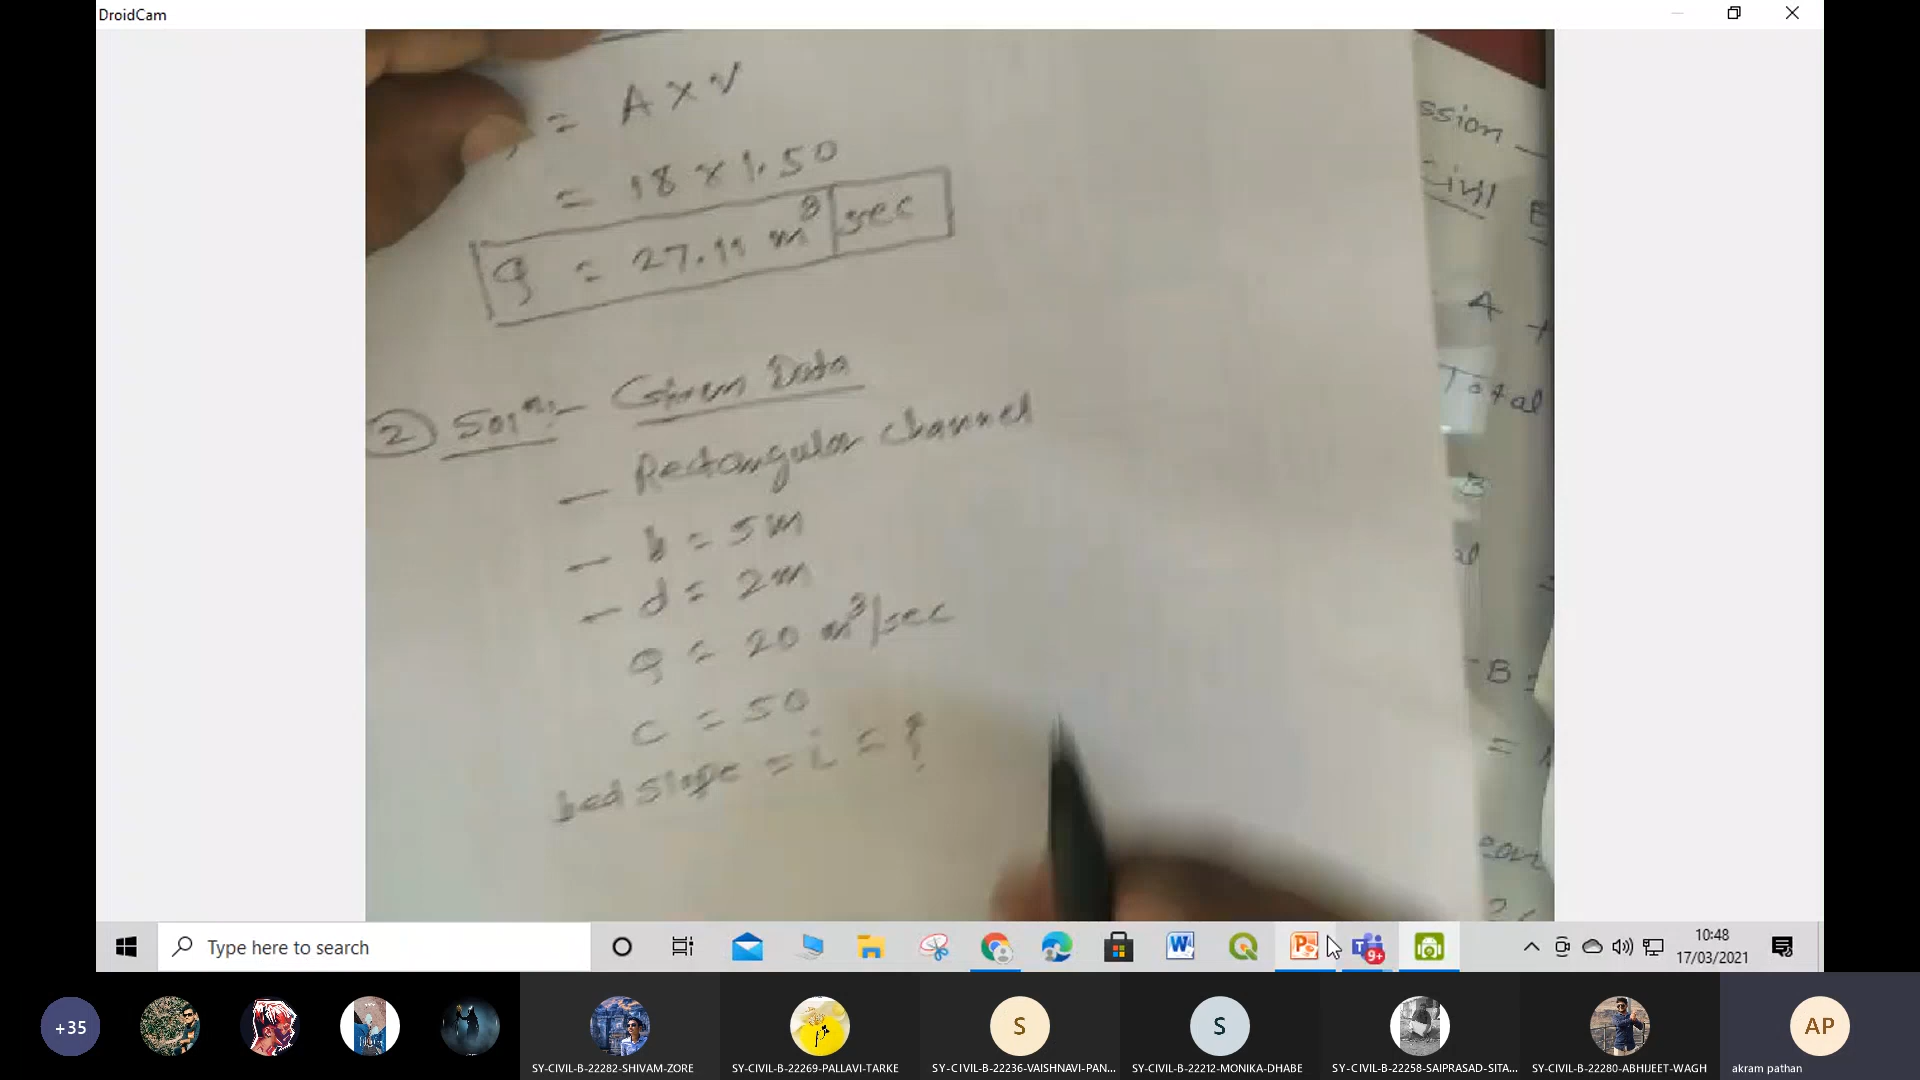 DroidCam
= A x V
= 18 x 1.50
Q = 27.11 m³/sec
② Solⁿ:- Given Data
— Rectangular channel
— b = 5m
— d = 2m
Q = 20 m³/sec
C = 50
bed slope = i = ?
ssion —
Civil E
A +
Total
B
al
B =
=
Type here to search
9+
10:48
17/03/2021
+35
S
S
AP
SY-CIVIL-B-22282-SHIVAM-ZORE
SY-CIVIL-B-22269-PALLAVI-TARKE
SY-CIVIL-B-22236-VAISHNAVI-PAN...
SY-CIVIL-B-22212-MONIKA-DHABE
SY-CIVIL-B-22258-SAIPRASAD-SITA...
SY-CIVIL-B-22280-ABHIJEET-WAGH
akram pathan